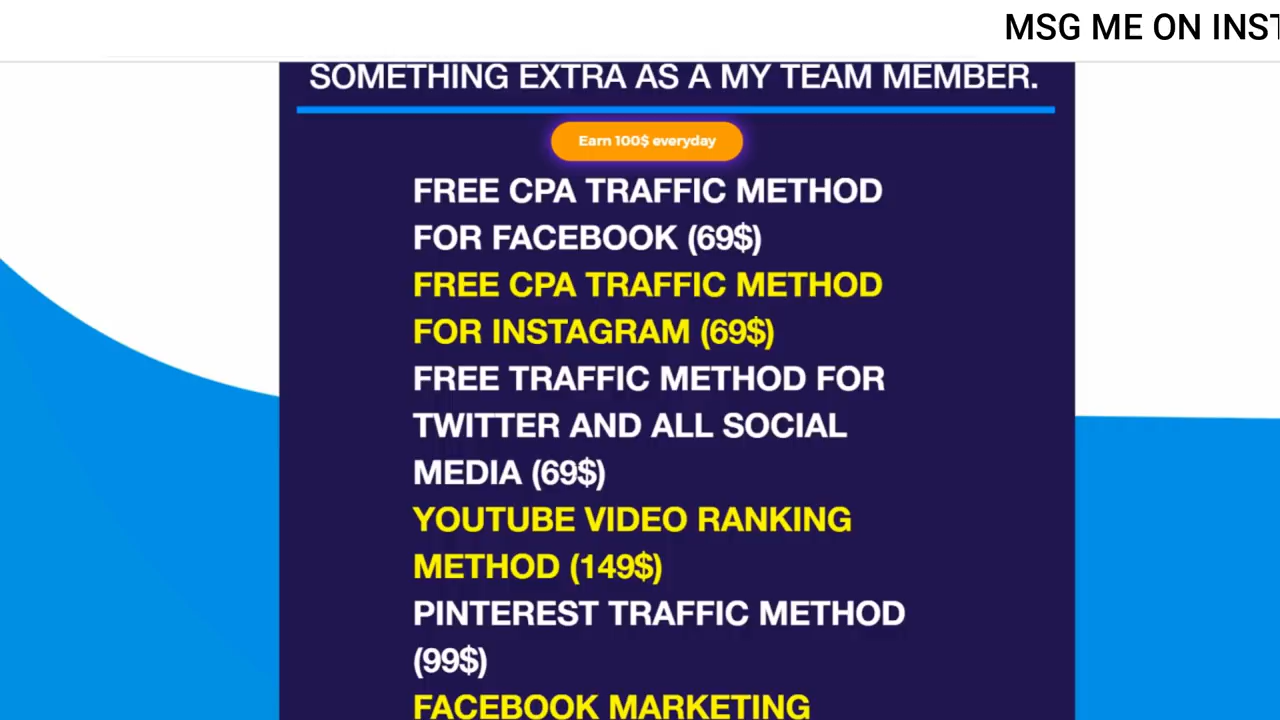 MSG ME ON INST
SOMETHING EXTRA AS A MY TEAM MEMBER.
Earn 100$ everyday
FREE CPA TRAFFIC METHOD
FOR FACEBOOK (69$)
FREE CPA TRAFFIC METHOD
FOR INSTAGRAM (69$)
FREE TRAFFIC METHOD FOR
TWITTER AND ALL SOCIAL
MEDIA (69$)
YOUTUBE VIDEO RANKING
METHOD (149$)
PINTEREST TRAFFIC METHOD
(99$)
FACEBOOK MARKETING